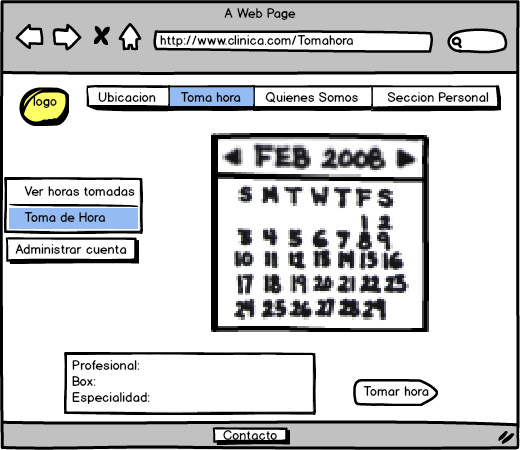 A Web Page
http://www.clinica.com/Tomahora
logo
Ubicacion Toma hora Quienes Somos Seccion Personal
FEB 2008
S M T W T F S
1 2
3 4 5 6 7 8 9
10 11 12 13 14 15 16
17 18 19 20 21 22 23
24 25 26 27 28 29
Ver horas tomadas
Toma de Hora
Administrar cuenta
Profesional:
Box:
Especialidad:
Tomar hora
Contacto